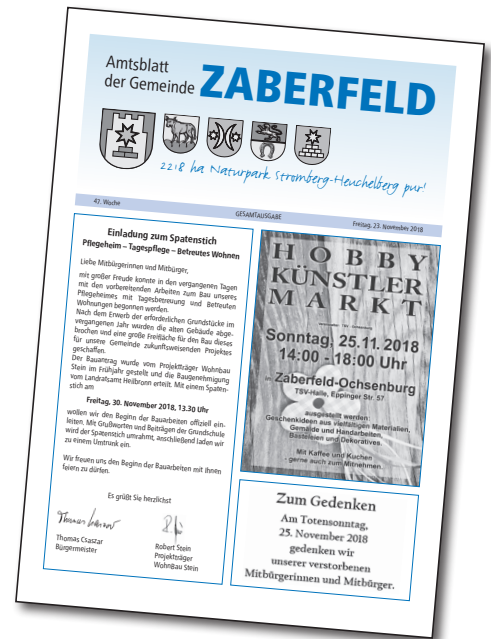 Amtsblatt
der Gemeinde ZABERFELD
2218 ha Naturpark Stromberg-Heuchelberg pur!
47. Woche
GESAMTAUSGABE
Freitag, 23. November 2018
Einladung zum Spatenstich
Pflegeheim – Tagespflege – Betreutes Wohnen
Liebe Mitbürgerinnen und Mitbürger,
mit großer Freude konnte in den vergangenen Tagen
mit den vorbereitenden Arbeiten zum Bau unseres
Pflegeheimes mit Tagesbetreuung und Betreuten
Wohnungen begonnen werden.
Nach dem Erwerb der erforderlichen Grundstücke im
vergangenen Jahr wurden die alten Gebäude abge-
brochen und eine große Freifläche für den Bau dieses
für unsere Gemeinde zukunftsweisenden Projektes
geschaffen.
Der Bauantrag wurde vom Projektträger Wohnbau
Stein im Frühjahr gestellt und die Baugenehmigung
vom Landratsamt Heilbronn erteilt. Mit einem Spaten-
stich am
Freitag, 30. November 2018, 13.30 Uhr
wollen wir den Beginn der Bauarbeiten offiziell ein-
leiten. Mit Grußworten und Beiträgen der Grundschule
wird der Spatenstich umrahmt, anschließend laden wir
zu einem Umtrunk ein.
Wir freuen uns den Beginn der Bauarbeiten mit Ihnen
feiern zu dürfen.
Es grüßt Sie herzlichst
Thomas Csaszar
Bürgermeister
Robert Stein
Projektträger
WohnBau Stein
HOBBY
KÜNSTLER
MARKT
Sonntag, 25.11.2018
14:00 - 18:00 Uhr
in Zaberfeld-Ochsenburg
TSV-Halle, Eppinger Str. 57
ausgestellt werden:
Geschenkideen aus vielfältigen Materialien,
Gemälde und Handarbeiten,
Basteleien und Dekoratives.
Mit Kaffee und Kuchen
- gerne auch zum Mitnehmen.
Zum Gedenken
Am Totensonntag,
25. November 2018
gedenken wir
unserer verstorbenen
Mitbürgerinnen und Mitbürger.